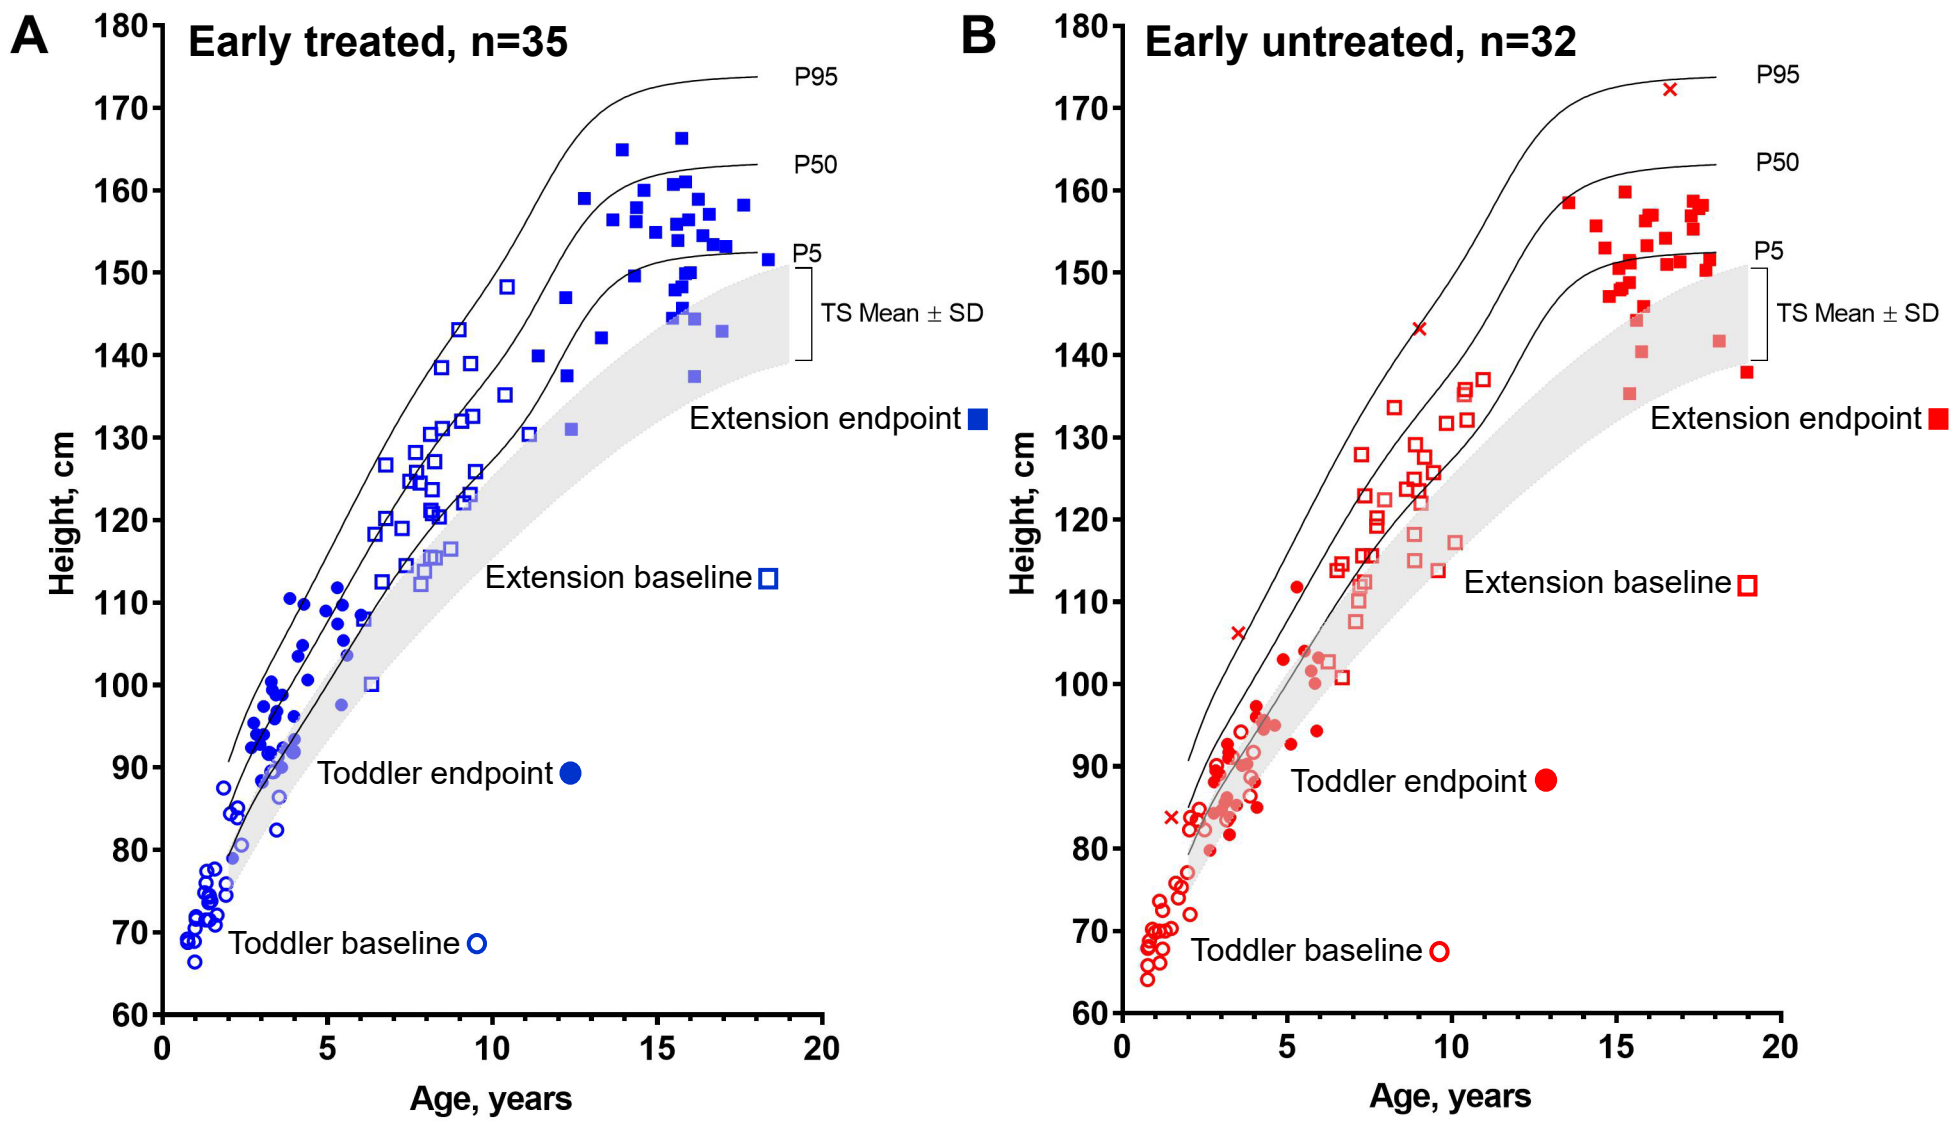 A
Early treated, n=35
180
170
160
150
140
130
120
110
100
90
80
70
60
Height, cm
P95
P50
P5
TS Mean ± SD
Extension endpoint
Extension baseline
Toddler endpoint
Toddler baseline
0 5 10 15 20
Age, years
B
Early untreated, n=32
180
170
160
150
140
130
120
110
100
90
80
70
60
Height, cm
P95
P50
P5
TS Mean ± SD
Extension endpoint
Extension baseline
Toddler endpoint
Toddler baseline
0 5 10 15 20
Age, years